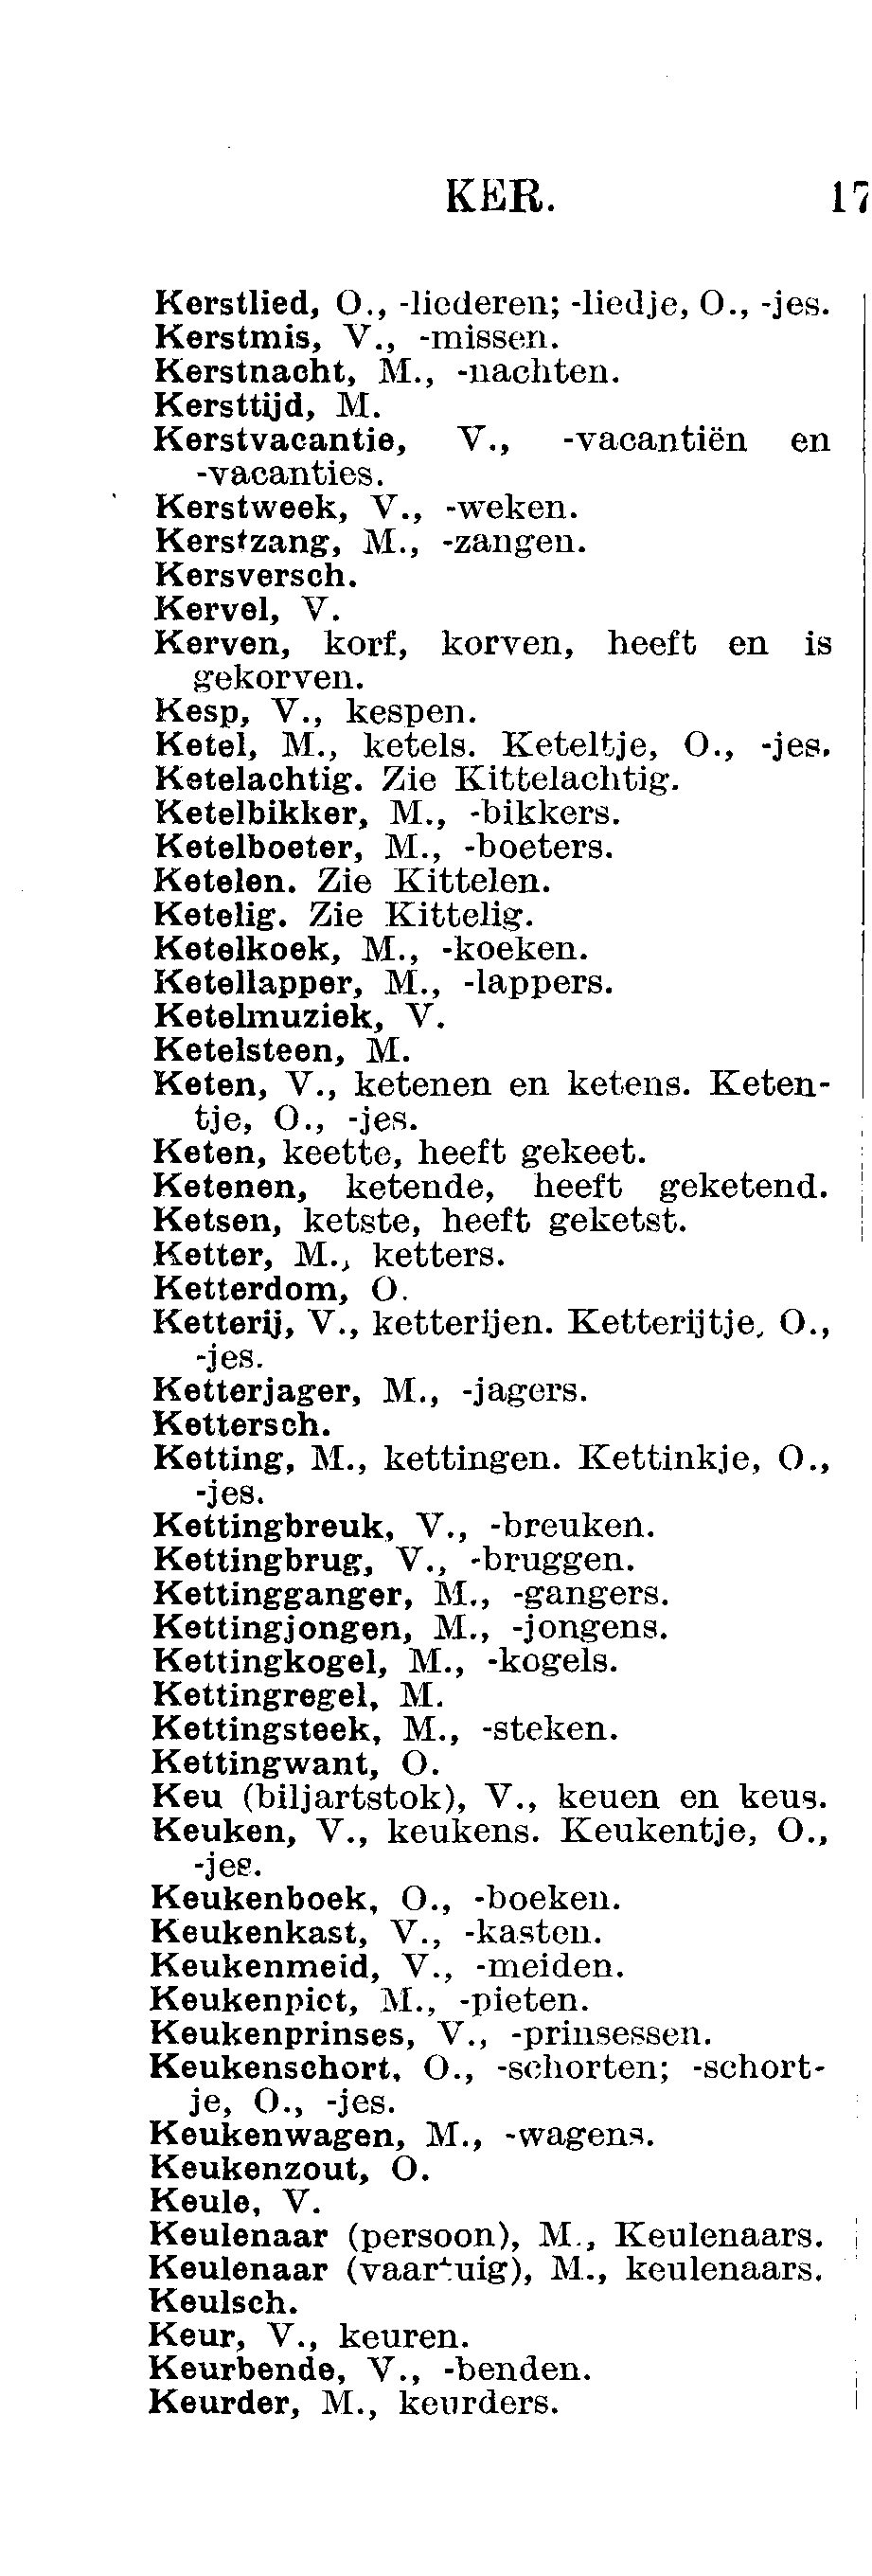 KER. 17
Kerstlied, O., -liederen; -liedje, O., -jes.
Kerstmis, V., -missen.
Kerstnacht, M., -nachten.
Kersttijd, M.
Kerstvacantie, V., -vacantiën en
-vacanties.
Kerstweek, V., -weken.
Kerstzang, M., -zangen.
Kersversch.
Kervel, V.
Kerven, korf, korven, heeft en is
gekorven.
Kesp, V., kespen.
Ketel, M., ketels. Keteltje, O., -jes.
Ketelachtig. Zie Kittelachtig.
Ketelbikker, M., -bikkers.
Ketelboeter, M., -boeters.
Ketelen. Zie Kittelen.
Ketelig. Zie Kittelig.
Ketelkoek, M., -koeken.
Ketellapper, M., -lappers.
Ketelmuziek, V.
Ketelsteen, M.
Keten, V., ketenen en ketens. Keten-
tje, O., -jes.
Keten, keette, heeft gekeet.
Ketenen, ketende, heeft geketend.
Ketsen, ketste, heeft geketst.
Ketter, M., ketters.
Ketterdom, O.
Ketterij, V., ketterijen. Ketterijtje, O.,
-jes.
Ketterjager, M., -jagers.
Kettersch.
Ketting, M., kettingen. Kettinkje, O.,
-jes.
Kettingbreuk, V., -breuken.
Kettingbrug, V., -bruggen.
Kettingganger, M., -gangers.
Kettingjongen, M., -jongens.
Kettingkogel, M., -kogels.
Kettingregel, M.
Kettingsteek, M., -steken.
Kettingwant, O.
Keu (biljartstok), V., keuen en keus.
Keuken, V., keukens. Keukentje, O.,
-jes.
Keukenboek, O., -boeken.
Keukenkast, V., -kasten.
Keukenmeid, V., -meiden.
Keukenpiet, M., -pieten.
Keukenprinses, V., -prinsessen.
Keukenschort, O., -schorten; -schort-
je, O., -jes.
Keukenwagen, M., -wagens.
Keukenzout, O.
Keule, V.
Keulenaar (persoon), M., Keulenaars.
Keulenaar (vaartuig), M., keulenaars.
Keulsch.
Keur, V., keuren.
Keurbende, V., -benden.
Keurder, M., keurders.